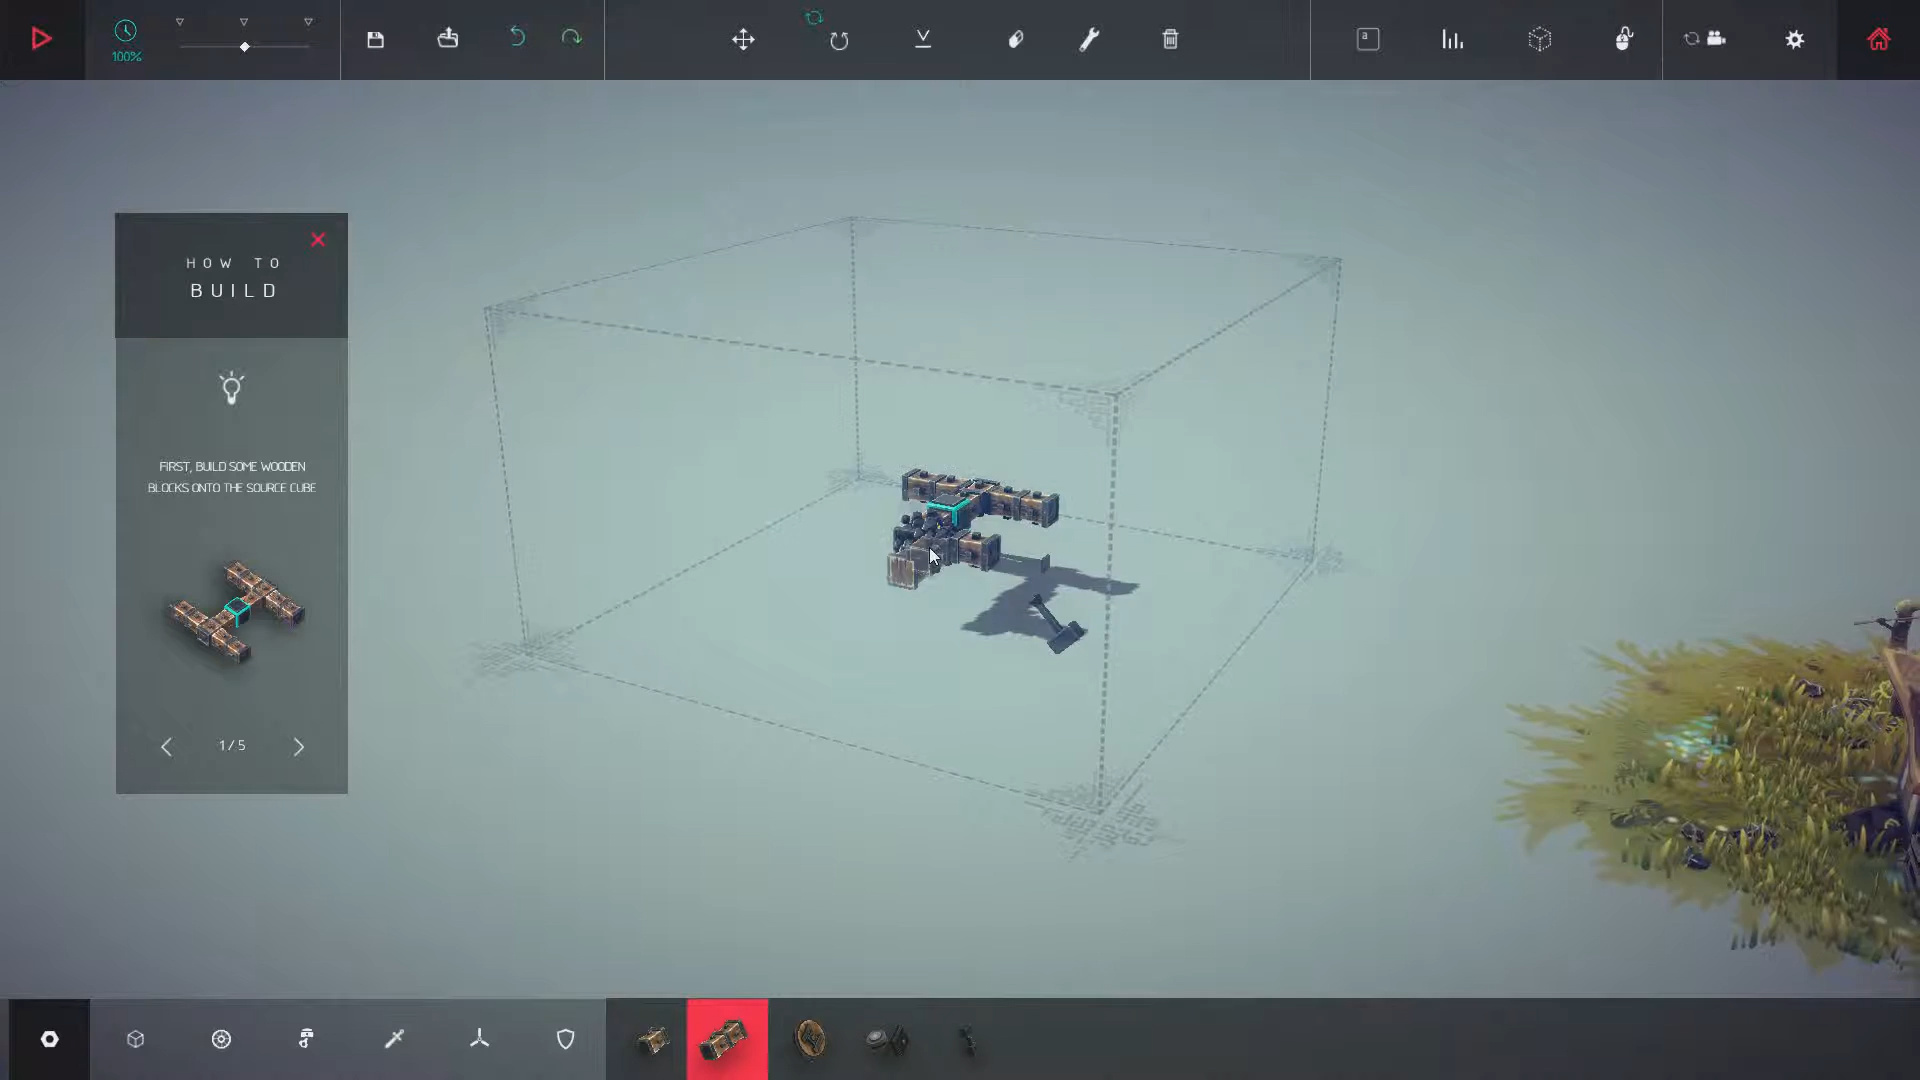 100%
a
HOW TO
BUILD
FIRST, BUILD SOME WOODEN
BLOCKS ONTO THE SOURCE CUBE
1/5